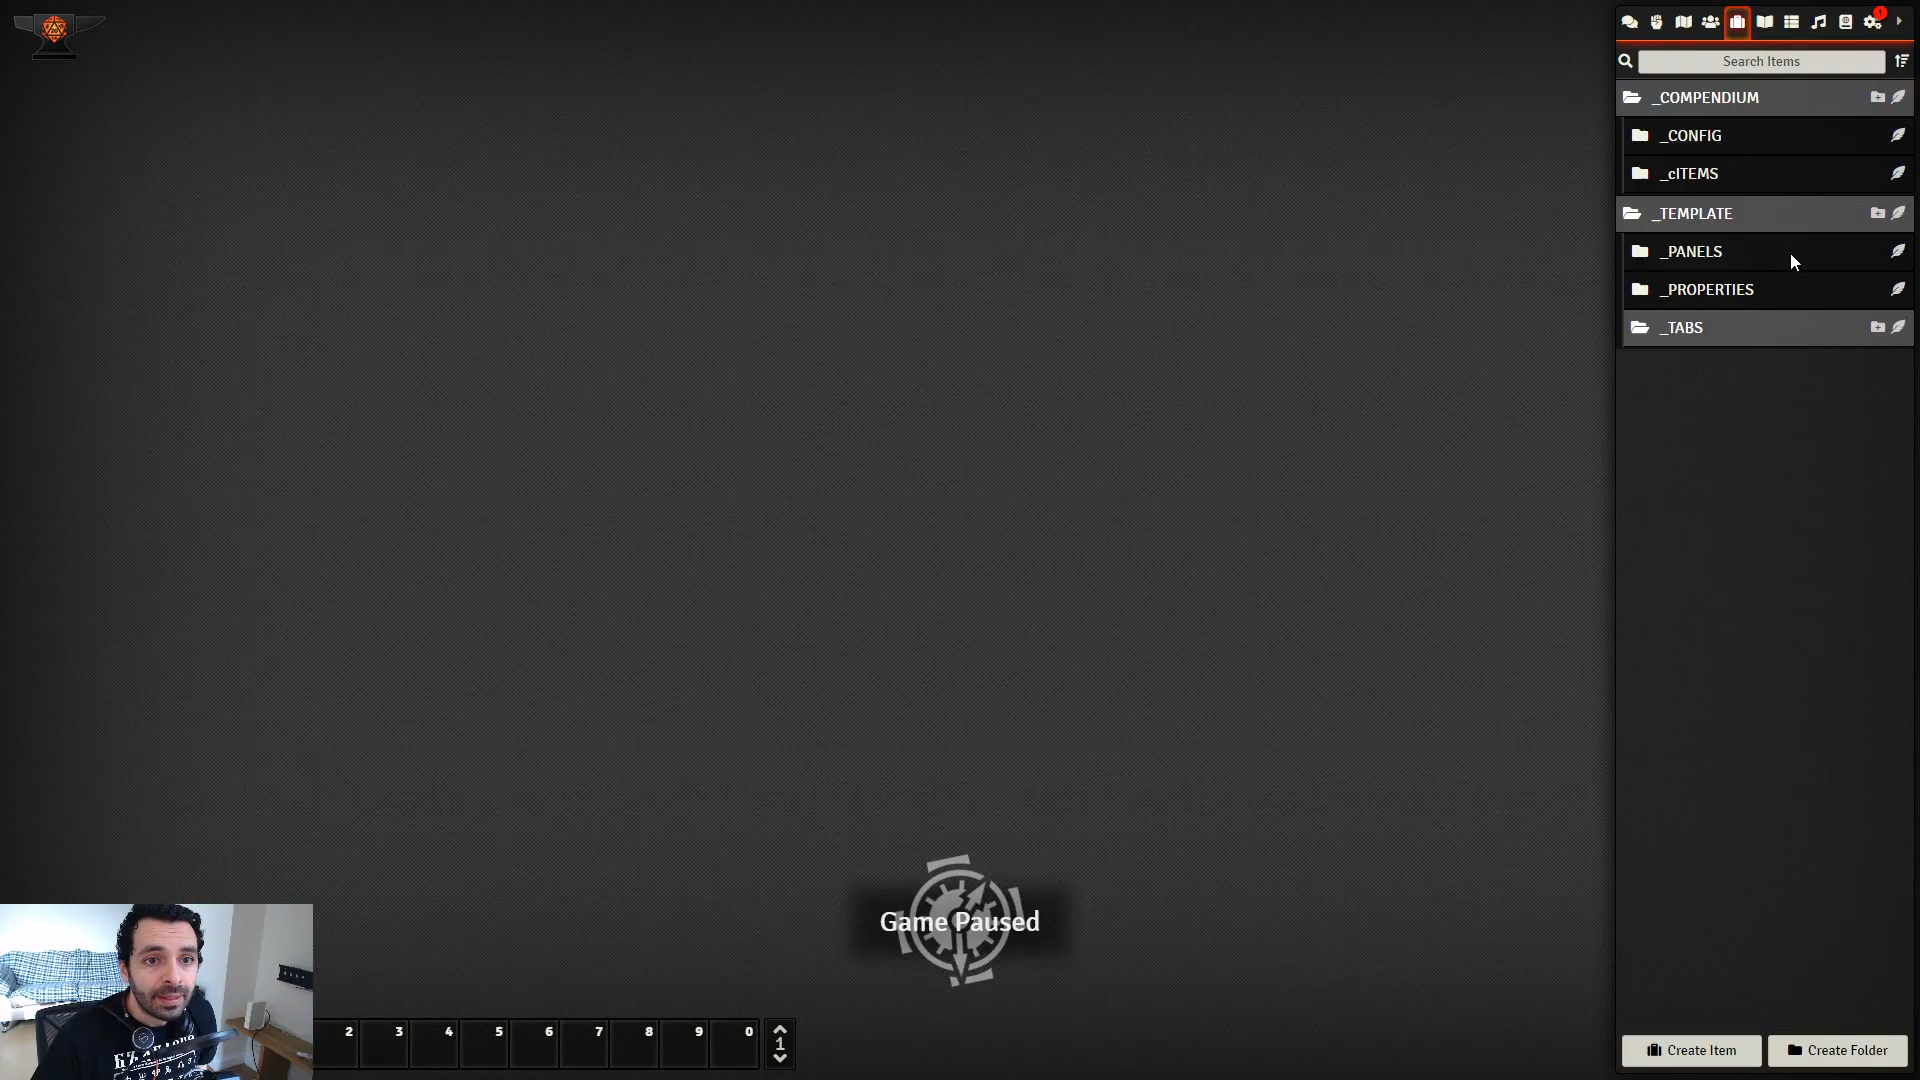 Search Items
_COMPENDIUM
_CONFIG
_cITEMS
_TEMPLATE
_PANELS
_PROPERTIES
_TABS
Game Paused
2 3 4 5 6 7 8 9 0
1
Create Item
Create Folder